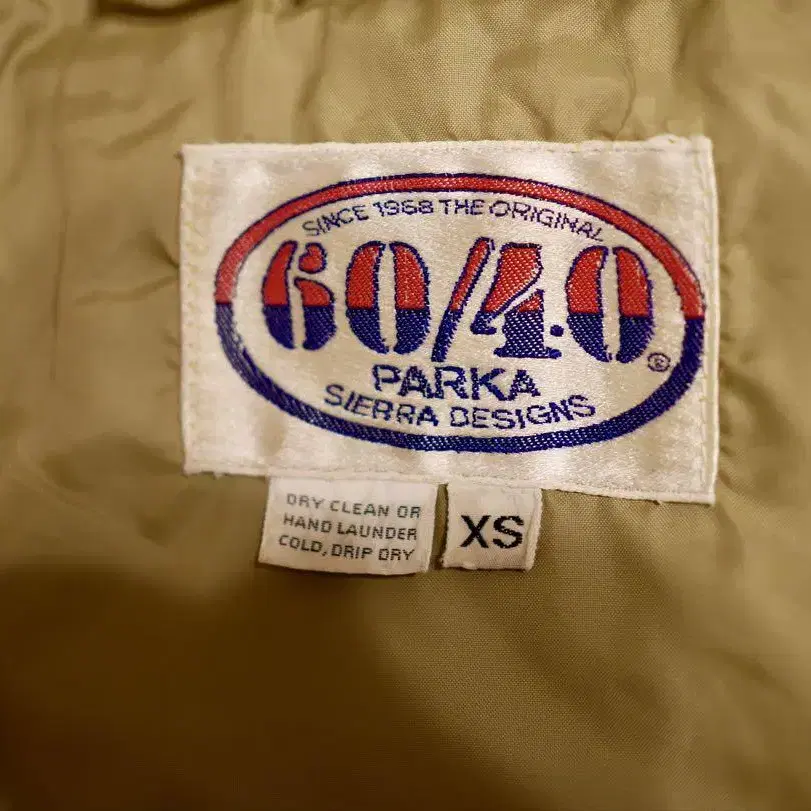 SINCE 1968 THE ORIGINAL
60/40
®
PARKA
SIERRA DESIGNS
DRY CLEAN OR
HAND LAUNDER
COLD, DRIP DRY
XS